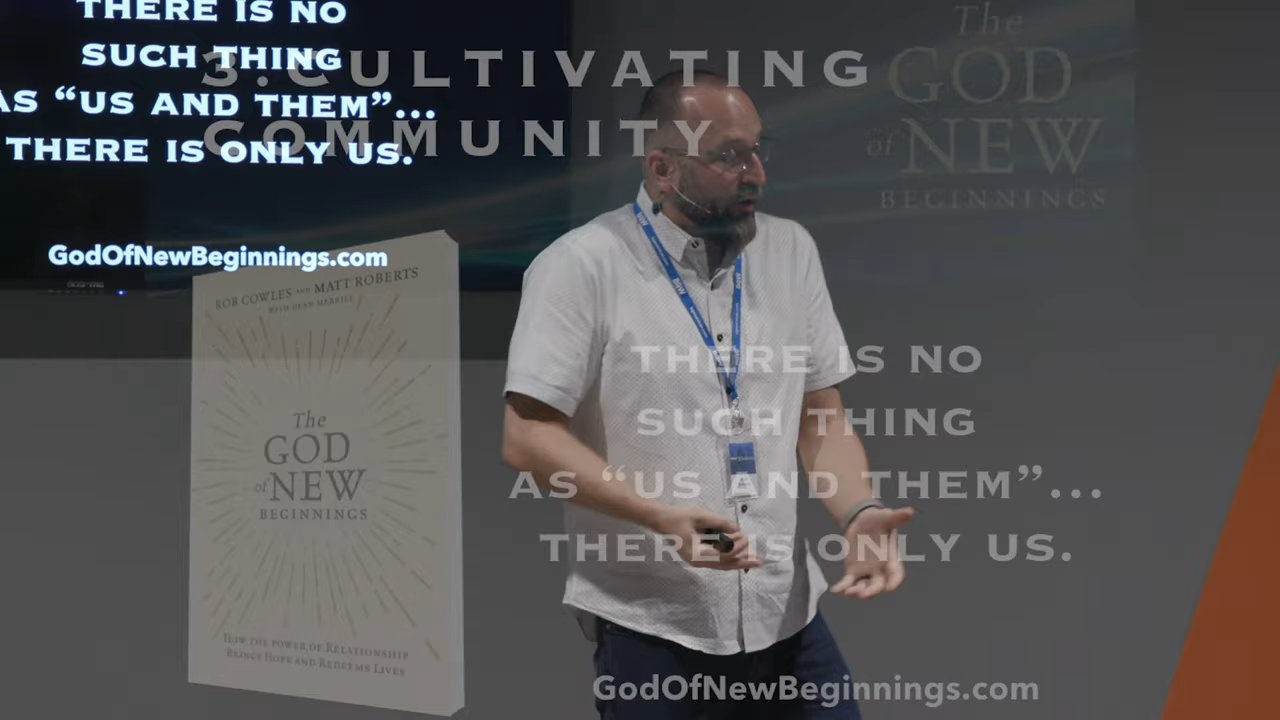 THERE IS NO
SUCH THING
AS “US AND THEM”...
THERE IS ONLY US.
GodOfNewBeginnings.com
3. CULTIVATING
COMMUNITY
The
GOD
of NEW
BEGINNINGS
ROB COWLES AND MATT ROBERTS
WITH DEAN MERRILL
The
GOD
of NEW
BEGINNINGS
HOW THE POWER OF RELATIONSHIP
BRINGS HOPE AND REDEEMS LIVES
THERE IS NO
SUCH THING
AS “US AND THEM”...
THERE IS ONLY US.
GodOfNewBeginnings.com